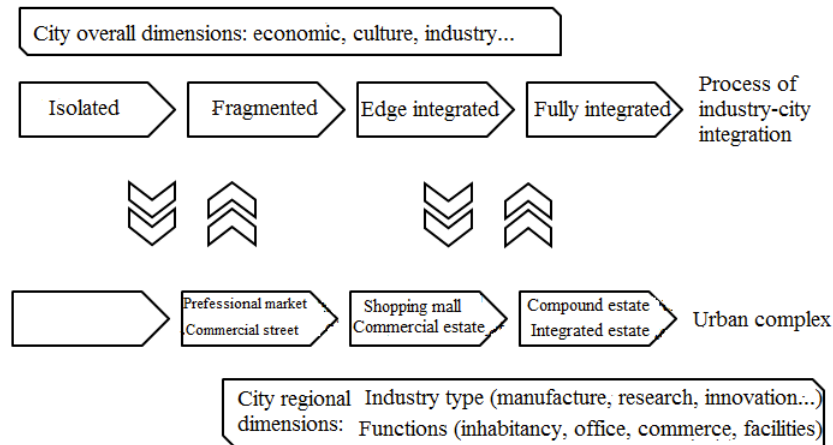 City overall dimensions: economic, culture, industry...
Isolated
Fragmented
Edge integrated
Fully integrated
Process of
industry-city
integration
Prefessional market
Commercial street
Shopping mall
Commercial estate
Compound estate
Integrated estate
Urban complex
City regional Industry type (manufacture, research, innovation...)
dimensions: Functions (inhabitancy, office, commerce, facilities)